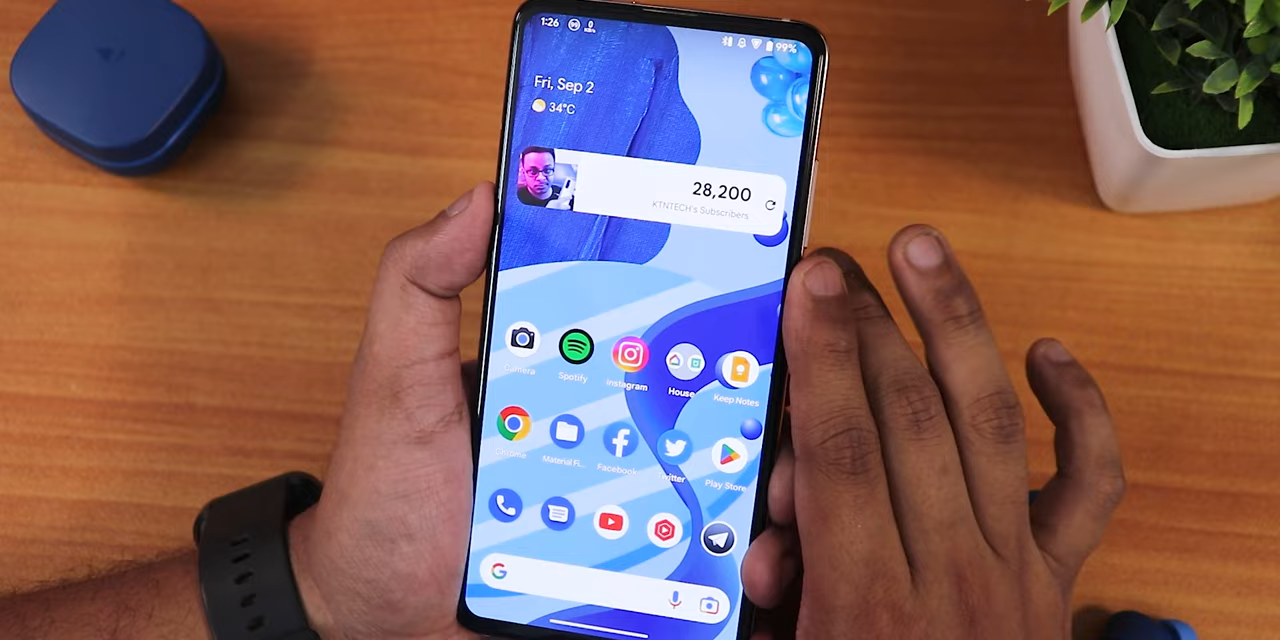 1:26
0
99%
Fri, Sep 2
34°C
28,200
KTNTECH's Subscribers
Camera
Spotify
Instagram
House
Keep Notes
Chrome
Material Fi...
Facebook
Twitter
Play Store
G